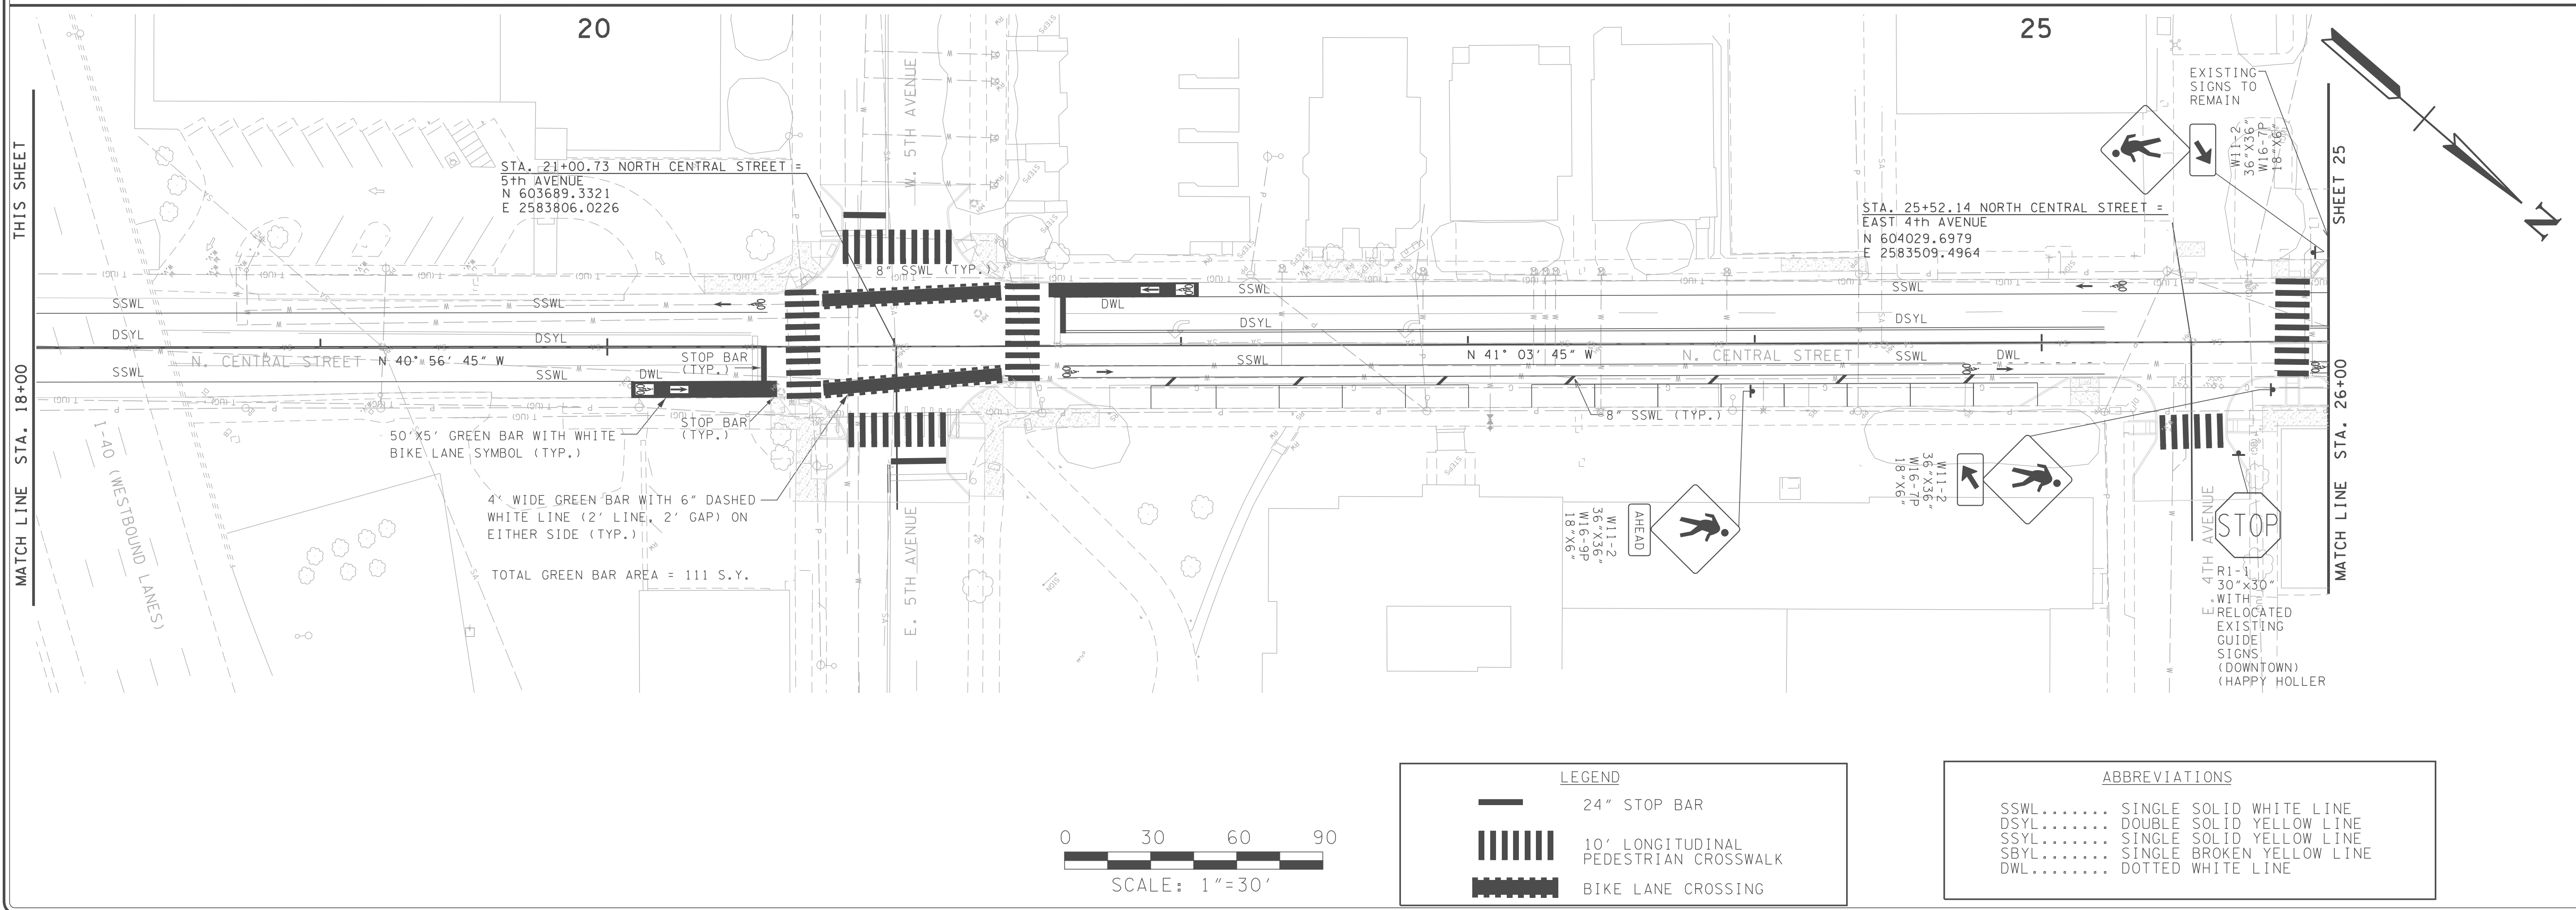 20
25
THIS SHEET
MATCH LINE STA. 18+00
STA. 21+00.73 NORTH CENTRAL STREET =
5th AVENUE
N 603689.3321
E 2583806.0226
W. 5TH AVENUE
8" SSWL (TYP.)
EXISTING
SIGNS TO
REMAIN
W11-2
36"X36"
W16-7P
18"X6"
SHEET 25
MATCH LINE STA. 26+00
N
STA. 25+52.14 NORTH CENTRAL STREET =
EAST 4th AVENUE
N 604029.6979
E 2583509.4964
SSWL
SSWL
SSWL
SSWL
DWL
DSYL
DSYL
DSYL
DSYL
N. CENTRAL STREET
N 40° 56' 45" W
STOP BAR
(TYP.)
N 41° 03' 45" W
N. CENTRAL STREET
SSWL
DWL
SSWL
SSWL
DWL
SSWL
STOP BAR
(TYP.)
8" SSWL (TYP.)
50'X5' GREEN BAR WITH WHITE
BIKE LANE SYMBOL (TYP.)
4' WIDE GREEN BAR WITH 6" DASHED
WHITE LINE (2' LINE, 2' GAP) ON
EITHER SIDE (TYP.)
TOTAL GREEN BAR AREA = 111 S.Y.
I-40 (WESTBOUND LANES)
E. 5TH AVENUE
W11-2
36"X36"
W16-9P
18"X6"
AHEAD
W11-2
36"X36"
W16-7P
18"X6"
E. 4TH AVENUE
STOP
R1-1
30"x30"
WITH
RELOCATED
EXISTING
GUIDE
SIGNS
(DOWNTOWN)
(HAPPY HOLLER
0 30 60 90
SCALE: 1"=30'
LEGEND
24" STOP BAR
10' LONGITUDINAL
PEDESTRIAN CROSSWALK
BIKE LANE CROSSING
ABBREVIATIONS
SSWL....... SINGLE SOLID WHITE LINE
DSYL....... DOUBLE SOLID YELLOW LINE
SSYL....... SINGLE SOLID YELLOW LINE
SBYL....... SINGLE BROKEN YELLOW LINE
DWL........ DOTTED WHITE LINE